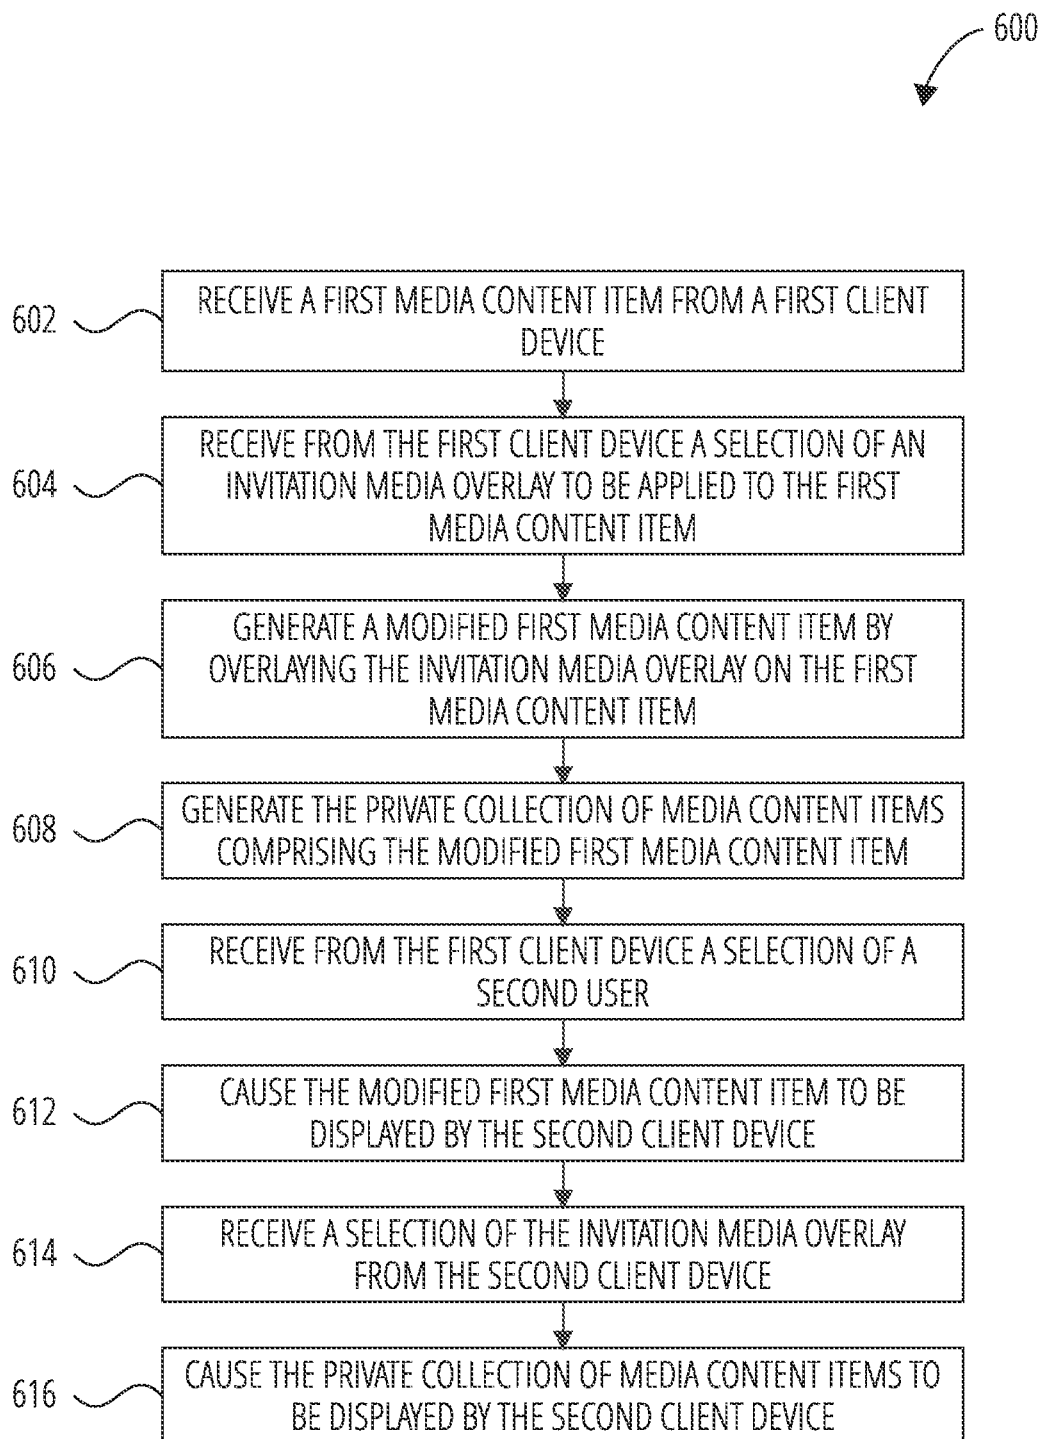 600
602
RECEIVE A FIRST MEDIA CONTENT ITEM FROM A FIRST CLIENT
DEVICE
604
RECEIVE FROM THE FIRST CLIENT DEVICE A SELECTION OF AN
INVITATION MEDIA OVERLAY TO BE APPLIED TO THE FIRST
MEDIA CONTENT ITEM
606
GENERATE A MODIFIED FIRST MEDIA CONTENT ITEM BY
OVERLAYING THE INVITATION MEDIA OVERLAY ON THE FIRST
MEDIA CONTENT ITEM
608
GENERATE THE PRIVATE COLLECTION OF MEDIA CONTENT ITEMS
COMPRISING THE MODIFIED FIRST MEDIA CONTENT ITEM
610
RECEIVE FROM THE FIRST CLIENT DEVICE A SELECTION OF A
SECOND USER
612
CAUSE THE MODIFIED FIRST MEDIA CONTENT ITEM TO BE
DISPLAYED BY THE SECOND CLIENT DEVICE
614
RECEIVE A SELECTION OF THE INVITATION MEDIA OVERLAY
FROM THE SECOND CLIENT DEVICE
616
CAUSE THE PRIVATE COLLECTION OF MEDIA CONTENT ITEMS TO
BE DISPLAYED BY THE SECOND CLIENT DEVICE